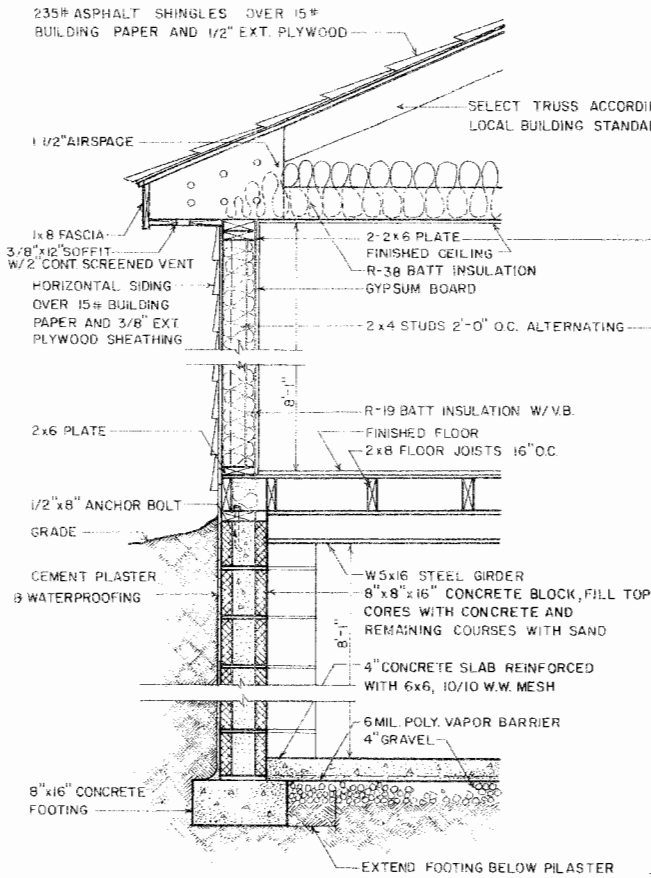 235# ASPHALT SHINGLES OVER 15#
BUILDING PAPER AND 1/2" EXT. PLYWOOD
SELECT TRUSS ACCORDI
LOCAL BUILDING STANDA
1 1/2" AIRSPACE
1x8 FASCIA
3/8"x12" SOFFIT
W/2" CONT. SCREENED VENT
2-2x6 PLATE
FINISHED CEILING
R-38 BATT INSULATION
GYPSUM BOARD
HORIZONTAL SIDING
OVER 15# BUILDING
PAPER AND 3/8" EXT.
PLYWOOD SHEATHING
2x4 STUDS 2'-0" O.C. ALTERNATING
8'-1"
R-19 BATT INSULATION W/V.B.
2x6 PLATE
FINISHED FLOOR
2x8 FLOOR JOISTS 16" O.C.
1/2"x8" ANCHOR BOLT
GRADE
CEMENT PLASTER
& WATERPROOFING
W5x16 STEEL GIRDER
8"x8"x16" CONCRETE BLOCK, FILL TOP
CORES WITH CONCRETE AND
REMAINING COURSES WITH SAND
8'-1"
4" CONCRETE SLAB REINFORCED
WITH 6x6, 10/10 W.W. MESH
6 MIL. POLY. VAPOR BARRIER
4" GRAVEL
8"x16" CONCRETE
FOOTING
EXTEND FOOTING BELOW PILASTER